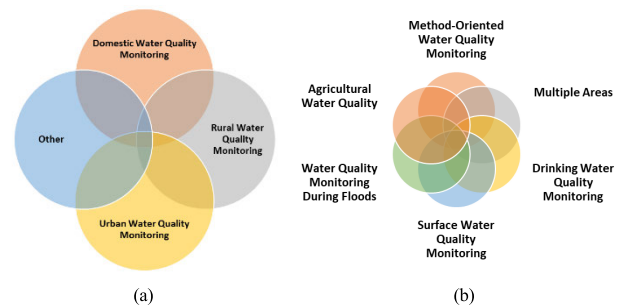 Domestic Water Quality
Monitoring
Other
Rural Water
Quality
Monitoring
Urban Water Quality
Monitoring
(a)
Method-Oriented
Water Quality
Monitoring
Agricultural
Water Quality
Multiple Areas
Water Quality
Monitoring
During Floods
Drinking Water
Quality
Monitoring
Surface Water
Quality
Monitoring
(b)